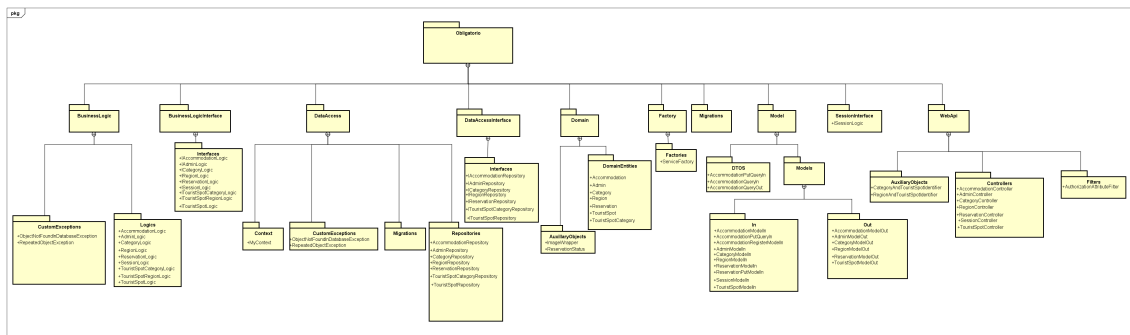 pkg
Obligatorio
BusinessLogic
BusinessLogicInterface
DataAccess
DataAccessInterface
Domain
Factory
Migrations
Model
SessionInterface
+ISessionLogic
WebApi
CustomExceptions
+ObjectNotFoundInDatabaseException
+RepeatedObjectException
Logics
+AccommodationLogic
+AdminLogic
+CategoryLogic
+RegionLogic
+ReservationLogic
+SessionLogic
+TouristSpotCategoryLogic
+TouristSpotRegionLogic
+TouristSpotLogic
Interfaces
+IAccommodationLogic
+IAdminLogic
+ICategoryLogic
+IRegionLogic
+IReservationLogic
+ISessionLogic
+ITouristSpotCategoryLogic
+ITouristSpotRegionLogic
+ITouristSpotLogic
Context
+MyContext
CustomExceptions
+ObjectNotFoundInDatabaseException
+RepeatedObjectException
Migrations
Repositories
+AccommodationRepository
+AdminRepository
+CategoryRepository
+RegionRepository
+ReservationRepository
+TouristSpotCategoryRepository
+TouristSpotRepository
Interfaces
+IAccommodationRepository
+IAdminRepository
+ICategoryRepository
+IRegionRepository
+IReservationRepository
+ITouristSpotCategoryRepository
+ITouristSpotRepository
AuxiliaryObjects
+ImageWrapper
+ReservationStatus
DomainEntities
+Accommodation
+Admin
+Category
+Region
+Reservation
+TouristSpot
+TouristSpotCategory
Factories
+ServiceFactory
DTOS
+AccommodationPutQueryIn
+AccommodationQueryIn
+AccommodationQueryOut
Models
In
+AccommodationModelIn
+AccommodationPutQueryIn
+AccommodationRegisterModelIn
+AdminModelIn
+CategoryModelIn
+RegionModelIn
+ReservationModelIn
+ReservationPutModelIn
+SessionModelIn
+TouristSpotModelIn
Out
+AccommodationModelOut
+AdminModelOut
+CategoryModelOut
+RegionModelOut
+ReservationModelOut
+TouristSpotModelOut
AuxiliaryObjects
+CategoryAndTouristSpotIdentifier
+RegionAndTouristSpotIdentifier
Controllers
+AccommodationController
+AdminController
+CategoryController
+RegionController
+ReservationController
+SessionController
+TouristSpotController
Filters
+AuthorizationAttributeFilter